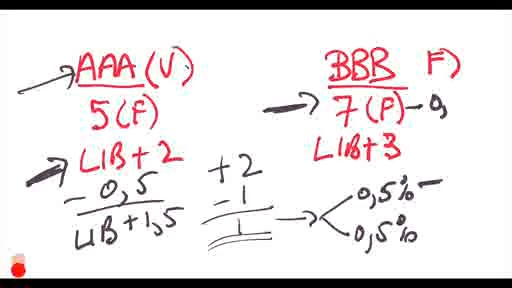 AAA (V)
5 (F)
LIB + 2
- 0,5
LIB + 1,5
+2
-1
1
BBB F)
7 (F) - 0,
LIB + 3
0,5% -
0,5%